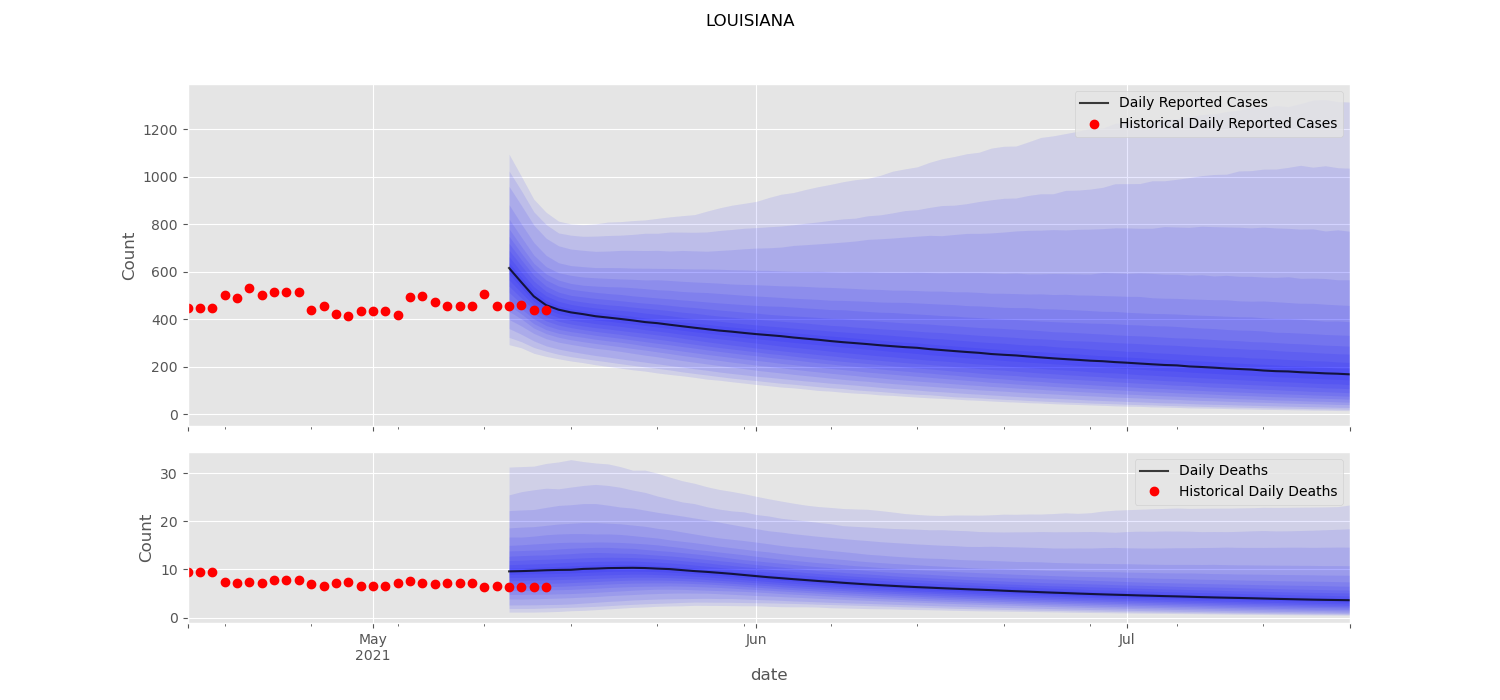 LOUISIANA
Daily Reported Cases
Historical Daily Reported Cases
1200
1000
800
600
400
200
0
Count
Daily Deaths
Historical Daily Deaths
30
20
10
0
Count
May
2021
Jun
Jul
date